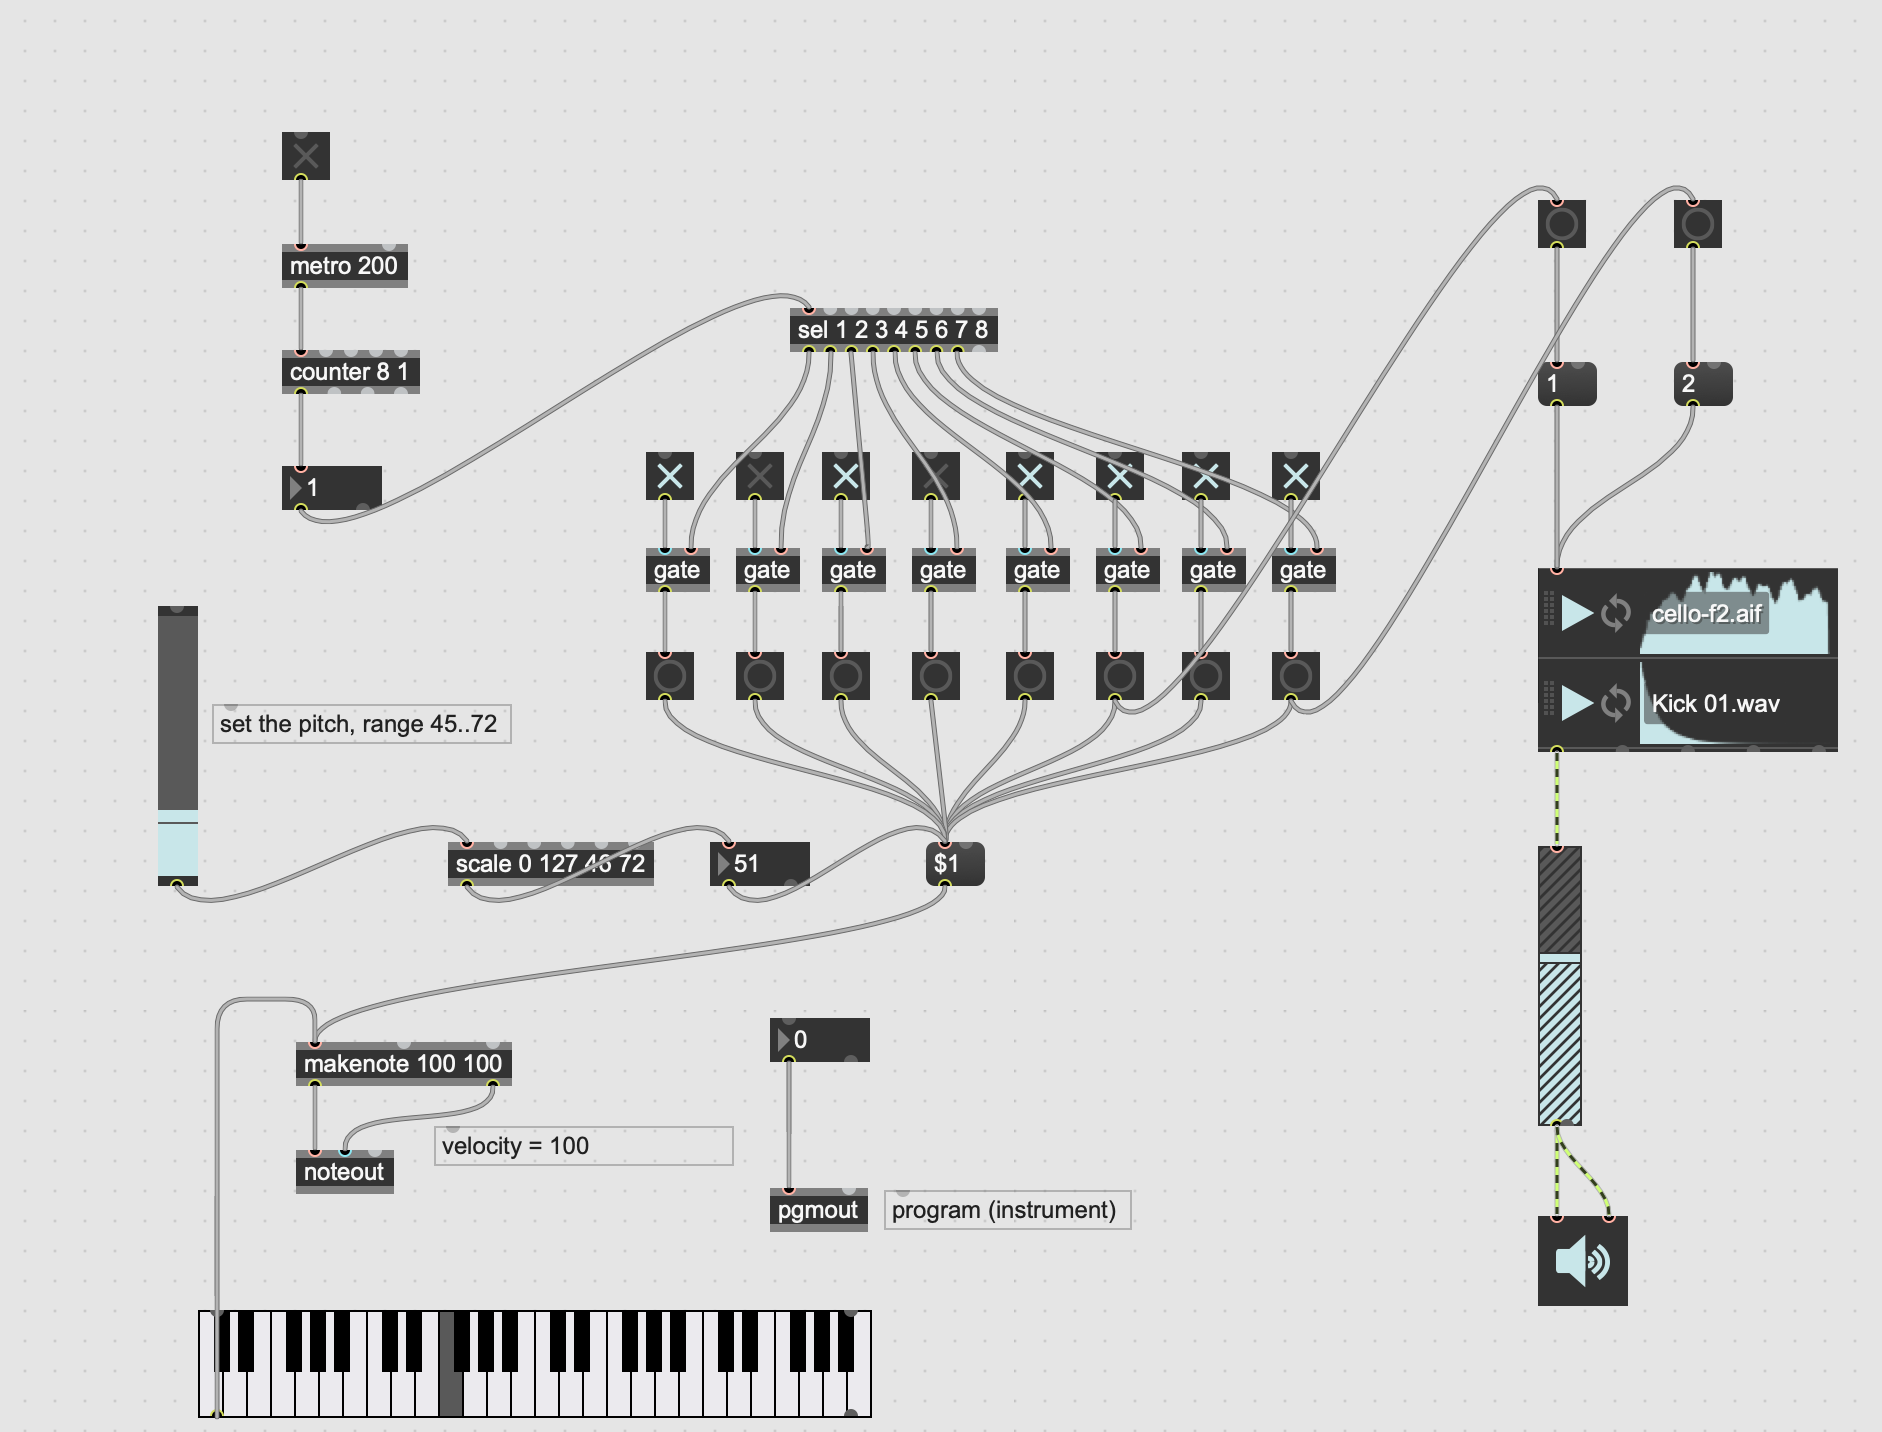 metro 200
counter 8 1
1
sel 1 2 3 4 5 6 7 8
1
2
gate
gate
gate
gate
gate
gate
gate
gate
cello-f2.aif
Kick 01.wav
set the pitch, range 45..72
scale 0 127 46 72
51
$1
makenote 100 100
0
velocity = 100
noteout
pgmout
program (instrument)